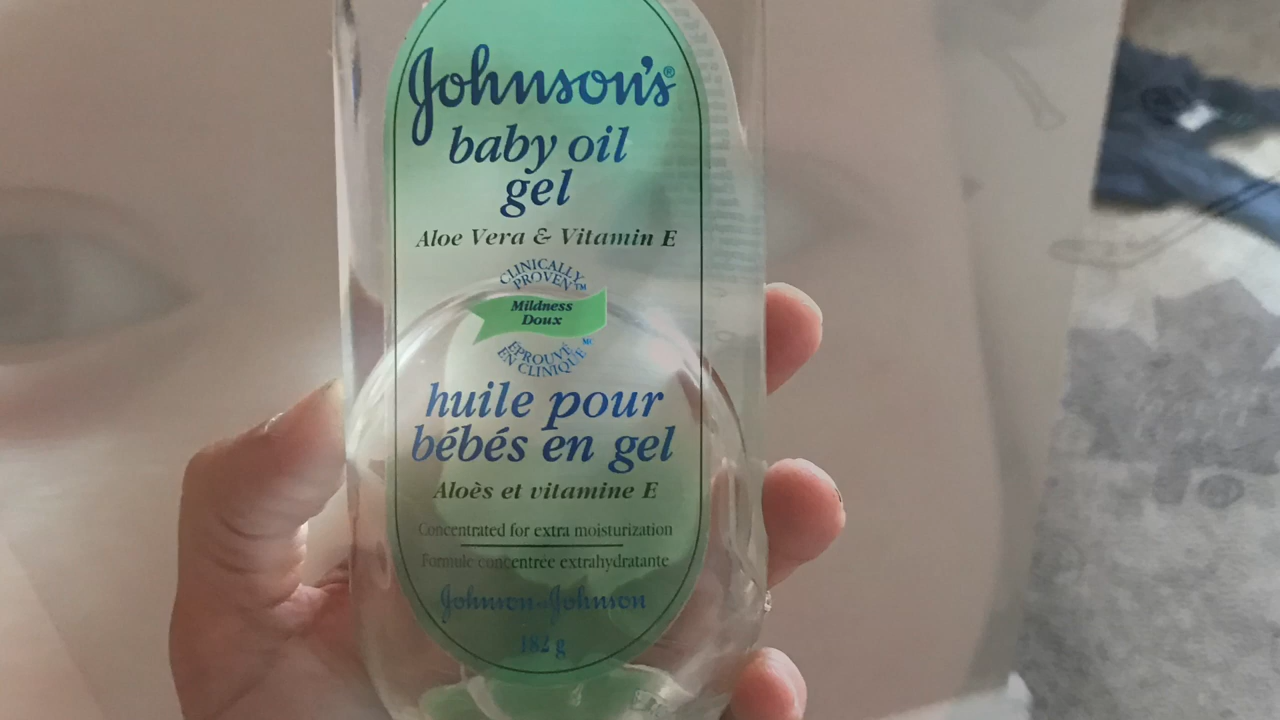 Johnson's®
baby oil
gel
Aloe Vera & Vitamin E
CLINICALLY
PROVEN™
Mildness
Doux
ÉPROUVÉ MC
EN CLINIQUE
huile pour
bébés en gel
Aloès et vitamine E
Concentrated for extra moisturization
Formule concentrée extrahydratante
Johnson & Johnson
182 g